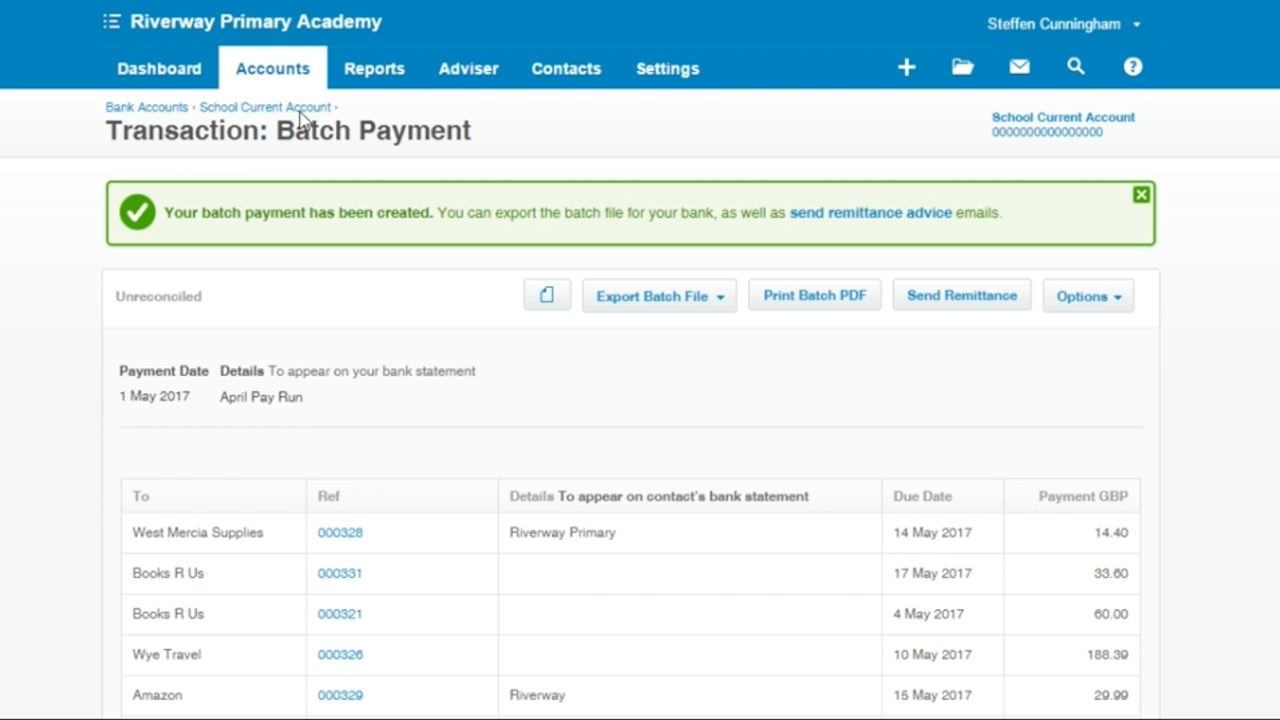 Riverway Primary Academy
Steffen Cunningham
Dashboard Accounts Reports Adviser Contacts Settings
Bank Accounts › School Current Account ›
Transaction: Batch Payment
School Current Account
0000000000000000
Your batch payment has been created. You can export the batch file for your bank, as well as send remittance advice emails.
Unreconciled
Export Batch File
Print Batch PDF
Send Remittance
Options
Payment Date Details To appear on your bank statement
1 May 2017 April Pay Run
To Ref Details To appear on contact's bank statement Due Date Payment GBP
West Mercia Supplies 000328 Riverway Primary 14 May 2017 14.40
Books R Us 000331 17 May 2017 33.60
Books R Us 000321 4 May 2017 60.00
Wye Travel 000326 10 May 2017 188.39
Amazon 000329 Riverway 15 May 2017 29.99